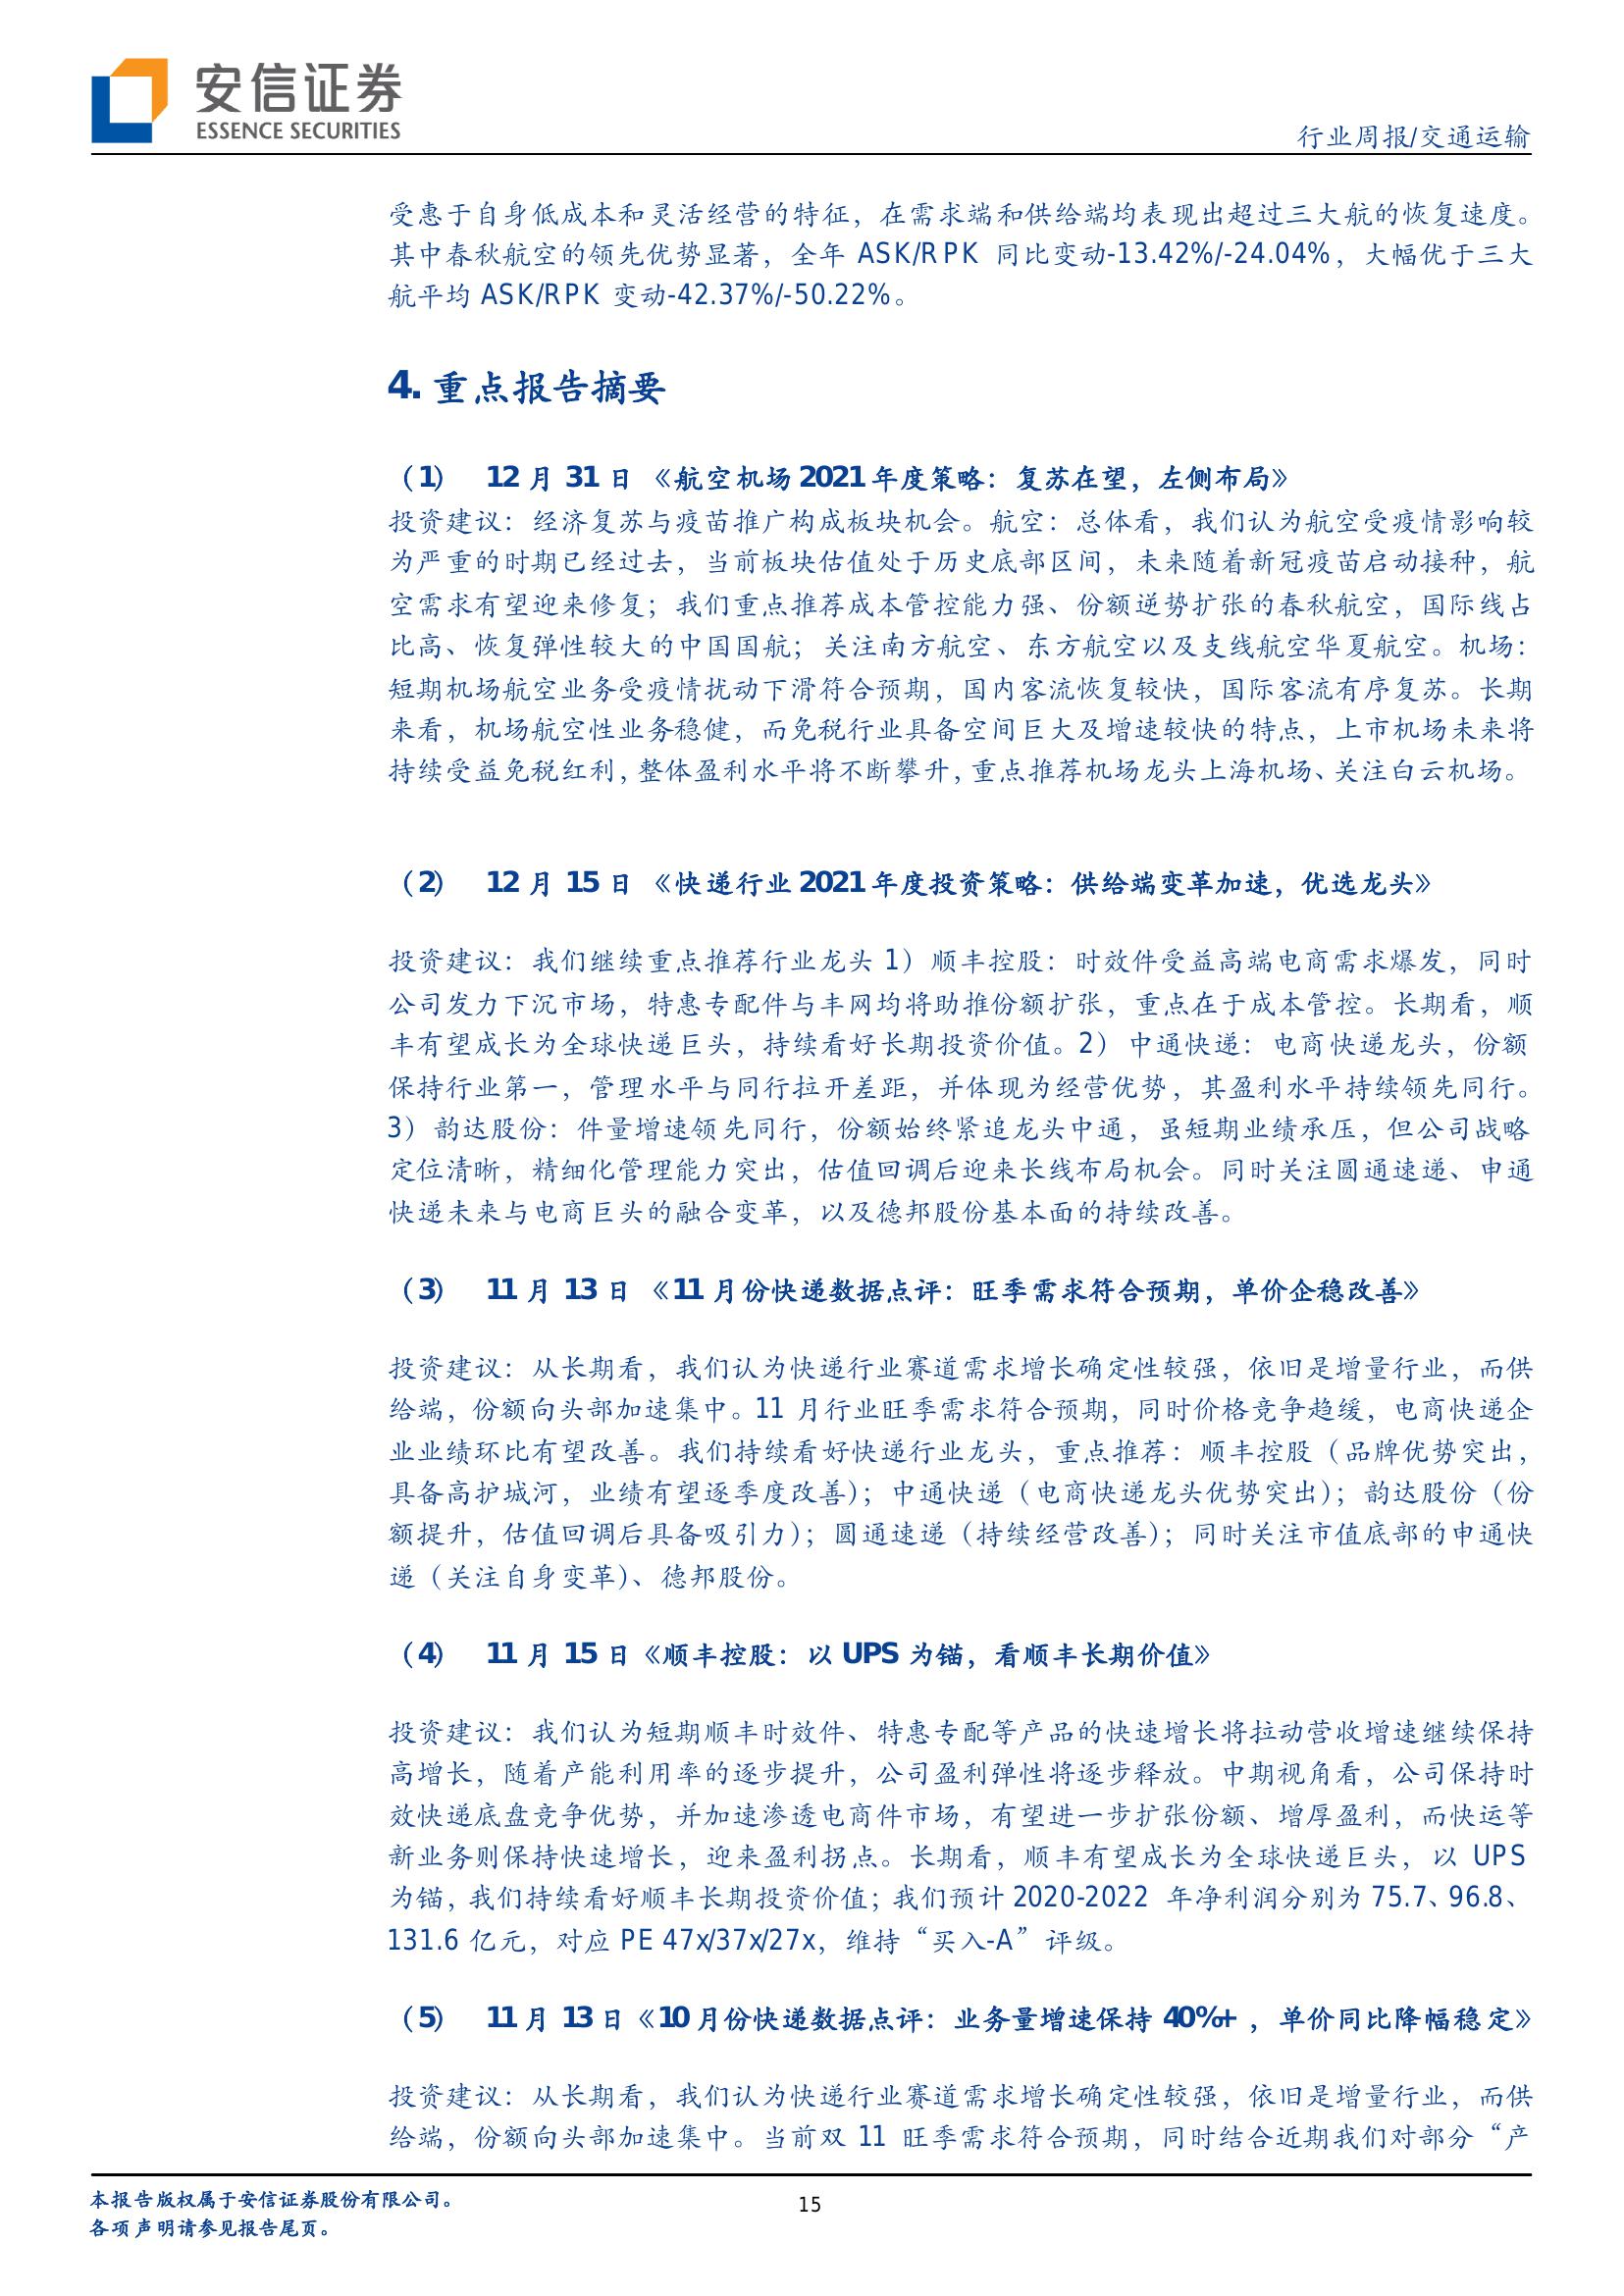 安信证券
ESSENCE SECURITIES
行业周报/交通运输
受惠于自身低成本和灵活经营的特征，在需求端和供给端均表现出超过三大航的恢复速度。
其中春秋航空的领先优势显著，全年 ASK/RPK 同比变动-13.42%/-24.04%，大幅优于三大
航平均 ASK/RPK 变动-42.37%/-50.22%。
4. 重点报告摘要
（1） 12 月 31 日 《航空机场 2021 年度策略：复苏在望，左侧布局》
投资建议：经济复苏与疫苗推广构成板块机会。航空：总体看，我们认为航空受疫情影响较
为严重的时期已经过去，当前板块估值处于历史底部区间，未来随着新冠疫苗启动接种，航
空需求有望迎来修复；我们重点推荐成本管控能力强、份额逆势扩张的春秋航空，国际线占
比高、恢复弹性较大的中国国航；关注南方航空、东方航空以及支线航空华夏航空。机场：
短期机场航空业务受疫情扰动下滑符合预期，国内客流恢复较快，国际客流有序复苏。长期
来看，机场航空性业务稳健，而免税行业具备空间巨大及增速较快的特点，上市机场未来将
持续受益免税红利，整体盈利水平将不断攀升，重点推荐机场龙头上海机场、关注白云机场。
（2） 12 月 15 日 《快递行业 2021 年度投资策略：供给端变革加速，优选龙头》
投资建议：我们继续重点推荐行业龙头 1）顺丰控股：时效件受益高端电商需求爆发，同时
公司发力下沉市场，特惠专配件与丰网均将助推份额扩张，重点在于成本管控。长期看，顺
丰有望成长为全球快递巨头，持续看好长期投资价值。2）中通快递：电商快递龙头，份额
保持行业第一，管理水平与同行拉开差距，并体现为经营优势，其盈利水平持续领先同行。
3）韵达股份：件量增速领先同行，份额始终紧追龙头中通，虽短期业绩承压，但公司战略
定位清晰，精细化管理能力突出，估值回调后迎来长线布局机会。同时关注圆通速递、申通
快递未来与电商巨头的融合变革，以及德邦股份基本面的持续改善。
（3） 11 月 13 日 《11 月份快递数据点评：旺季需求符合预期，单价企稳改善》
投资建议：从长期看，我们认为快递行业赛道需求增长确定性较强，依旧是增量行业，而供
给端，份额向头部加速集中。11 月行业旺季需求符合预期，同时价格竞争趋缓，电商快递企
业业绩环比有望改善。我们持续看好快递行业龙头，重点推荐：顺丰控股（品牌优势突出，
具备高护城河，业绩有望逐季度改善）；中通快递（电商快递龙头优势突出）；韵达股份（份
额提升，估值回调后具备吸引力）；圆通速递（持续经营改善）；同时关注市值底部的申通快
递（关注自身变革）、德邦股份。
（4） 11 月 15 日《顺丰控股：以 UPS 为锚，看顺丰长期价值》
投资建议：我们认为短期顺丰时效件、特惠专配等产品的快速增长将拉动营收增速继续保持
高增长，随着产能利用率的逐步提升，公司盈利弹性将逐步释放。中期视角看，公司保持时
效快递底盘竞争优势，并加速渗透电商件市场，有望进一步扩张份额、增厚盈利，而快运等
新业务则保持快速增长，迎来盈利拐点。长期看，顺丰有望成长为全球快递巨头，以 UPS
为锚，我们持续看好顺丰长期投资价值；我们预计 2020-2022 年净利润分别为 75.7、96.8、
131.6 亿元，对应 PE 47x/37x/27x，维持“买入-A”评级。
（5） 11 月 13 日《10 月份快递数据点评：业务量增速保持 40%+，单价同比降幅稳定》
投资建议：从长期看，我们认为快递行业赛道需求增长确定性较强，依旧是增量行业，而供
给端，份额向头部加速集中。当前双 11 旺季需求符合预期，同时结合近期我们对部分“产
本报告版权属于安信证券股份有限公司。
各项声明请参见报告尾页。
15